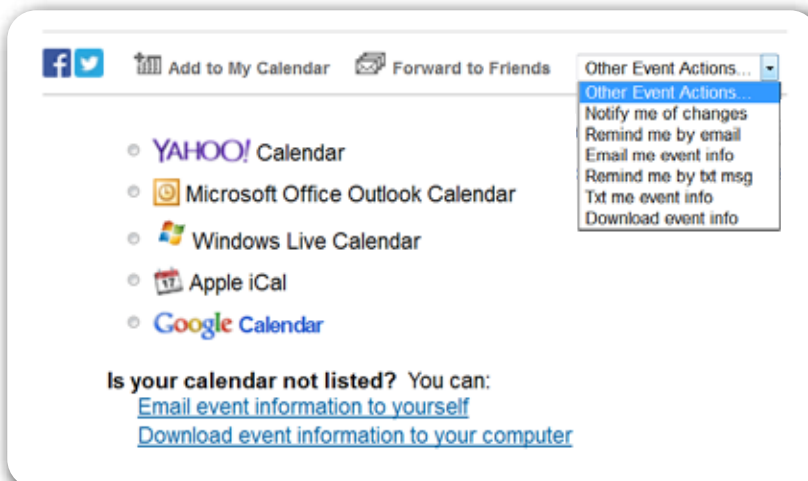 Add to My Calendar Forward to Friends Other Event Actions...
Other Event Actions...
Notify me of changes
Remind me by email
Email me event info
Remind me by txt msg
Txt me event info
Download event info
YAHOO! Calendar
Microsoft Office Outlook Calendar
Windows Live Calendar
17 Apple iCal
Google Calendar
Is your calendar not listed? You can:
Email event information to yourself
Download event information to your computer